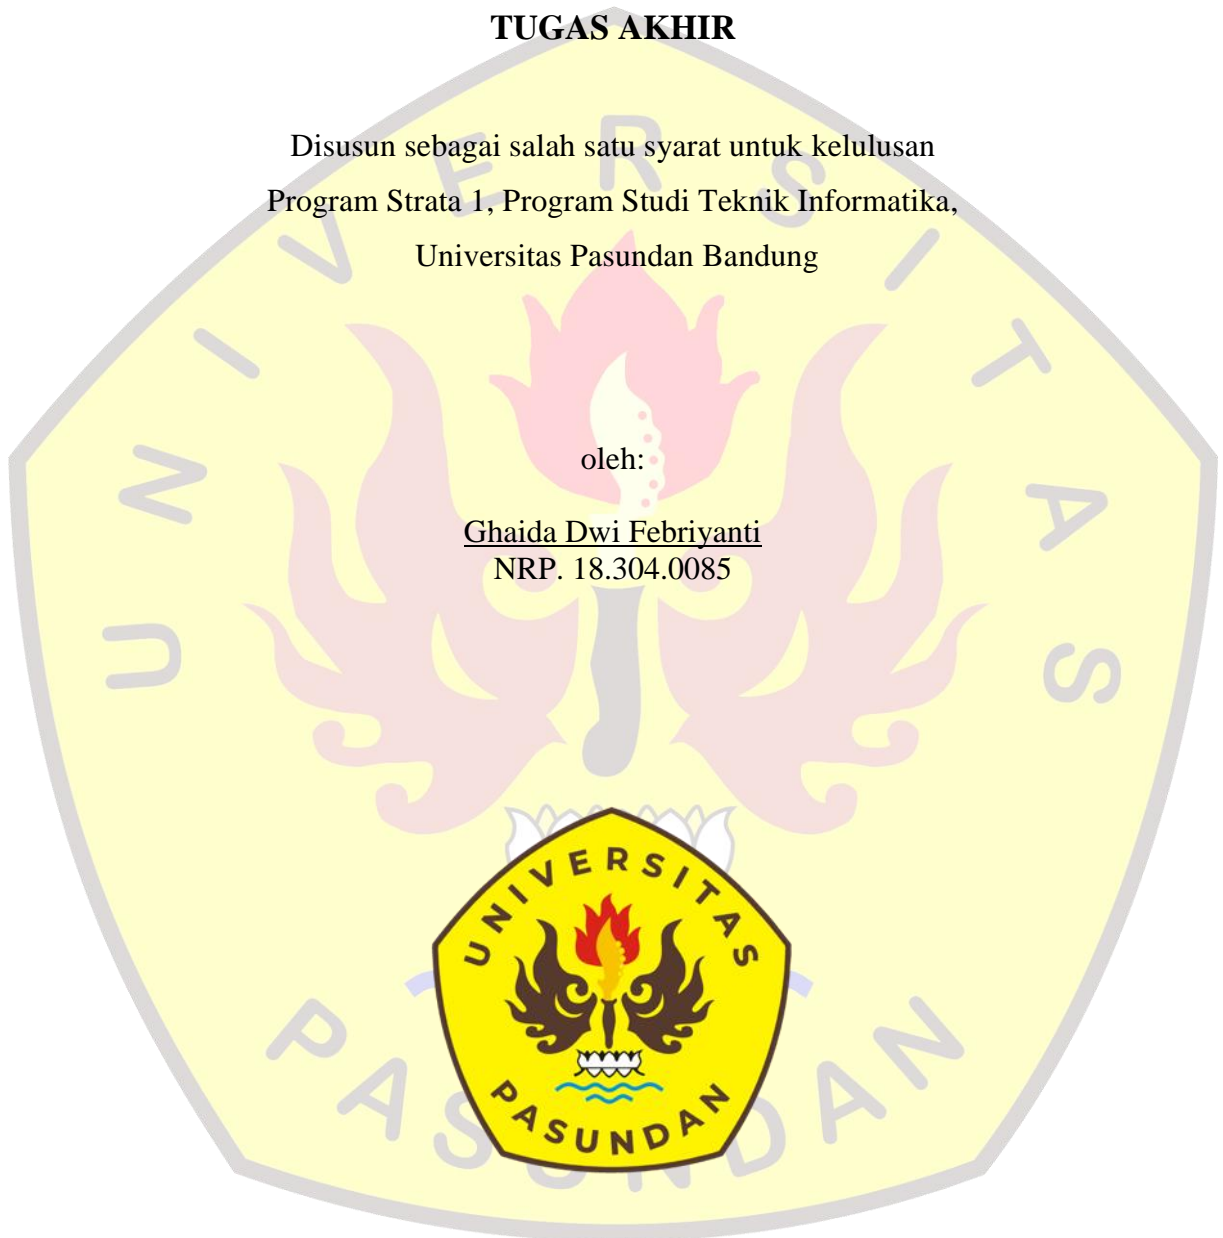 TUGAS AKHIR
Disusun sebagai salah satu syarat untuk kelulusan
Program Strata 1, Program Studi Teknik Informatika,
Universitas Pasundan Bandung
oleh:
Ghaida Dwi Febriyanti
NRP. 18.304.0085
UNIVERSITAS
PASUNDAN
UNIVERSITAS
PASUNDAN